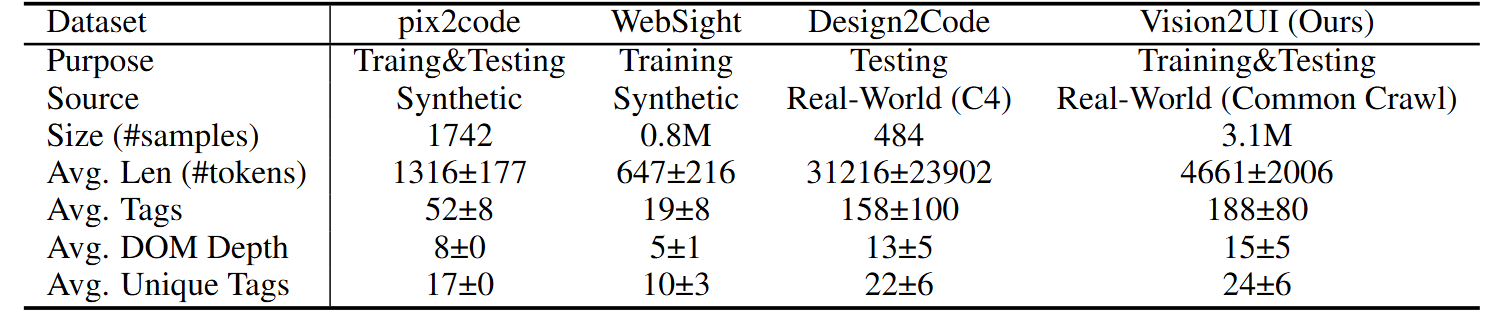 Dataset pix2code WebSight Design2Code Vision2UI (Ours)
Purpose Traing&Testing Training Testing Training&Testing
Source Synthetic Synthetic Real-World (C4) Real-World (Common Crawl)
Size (#samples) 1742 0.8M 484 3.1M
Avg. Len (#tokens) 1316±177 647±216 31216±23902 4661±2006
Avg. Tags 52±8 19±8 158±100 188±80
Avg. DOM Depth 8±0 5±1 13±5 15±5
Avg. Unique Tags 17±0 10±3 22±6 24±6